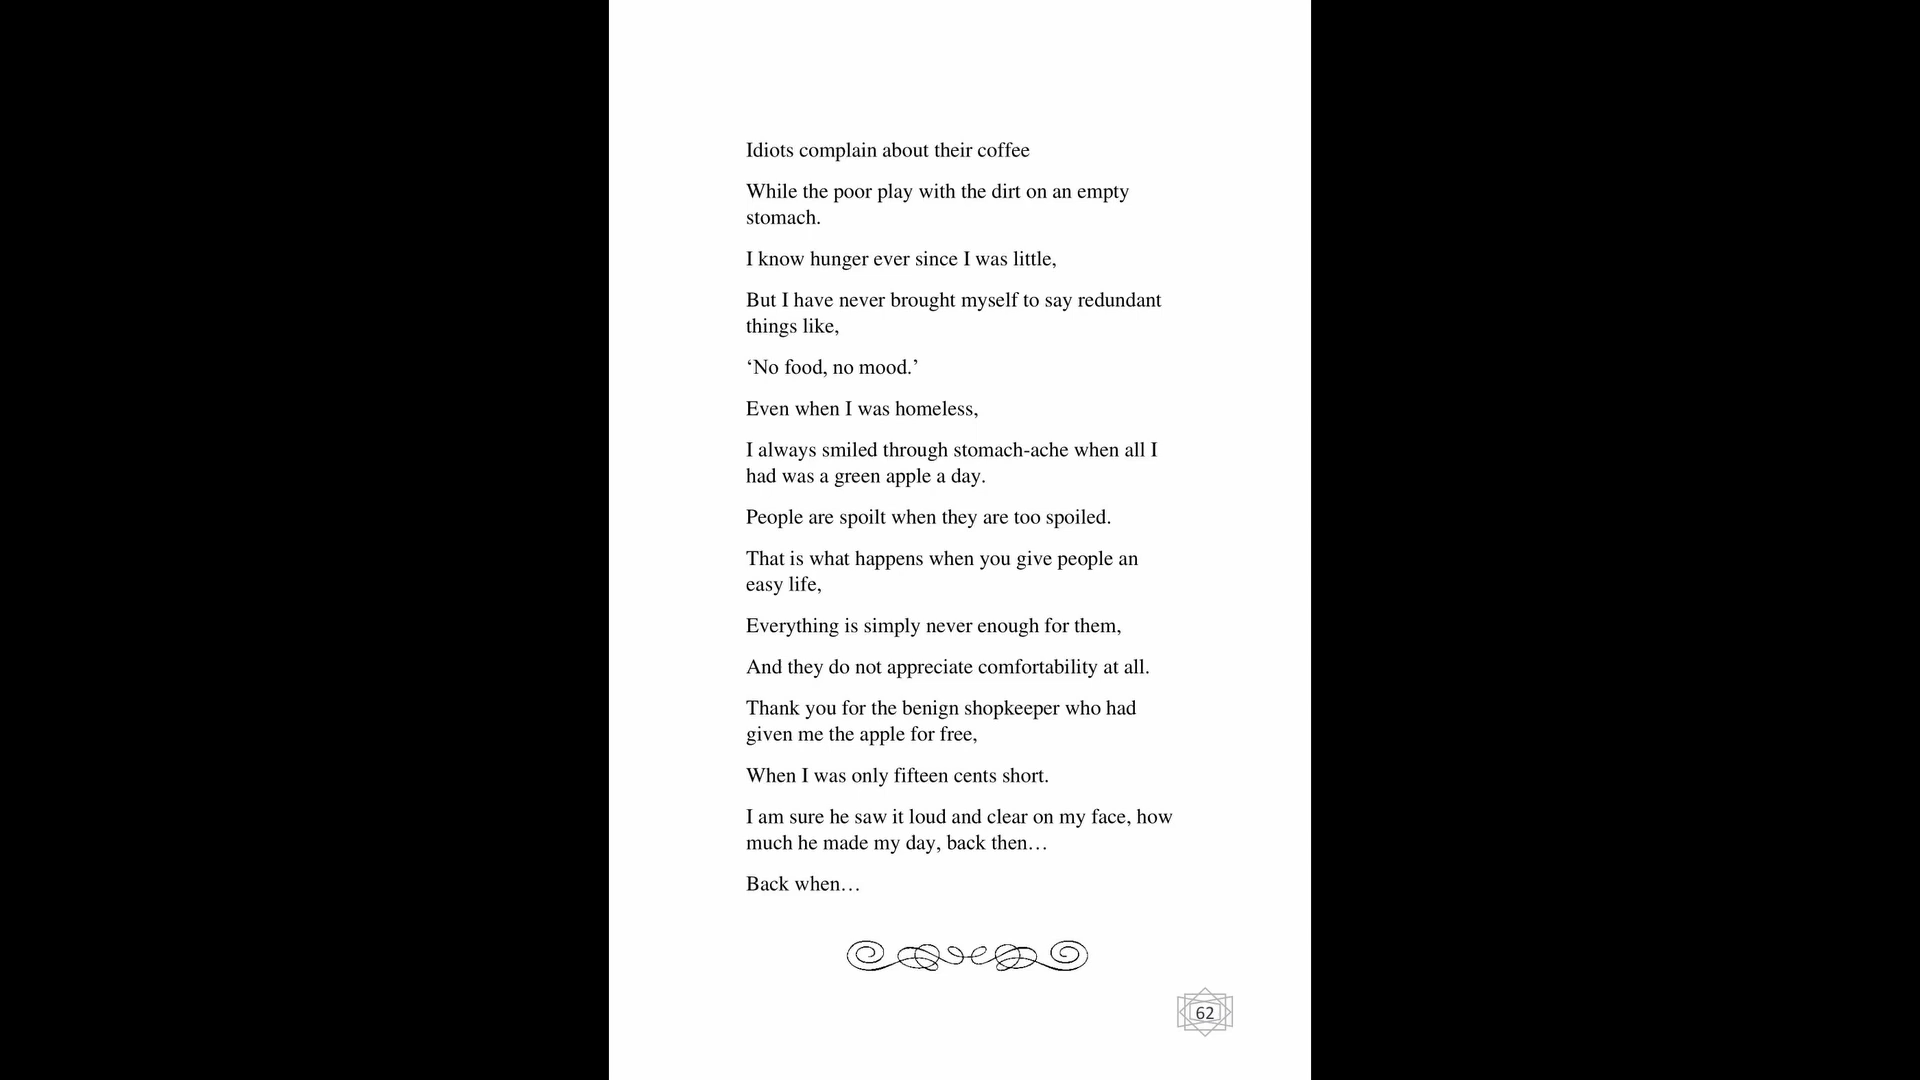 Idiots complain about their coffee
While the poor play with the dirt on an empty
stomach.
I know hunger ever since I was little,
But I have never brought myself to say redundant
things like,
‘No food, no mood.’
Even when I was homeless,
I always smiled through stomach-ache when all I
had was a green apple a day.
People are spoilt when they are too spoiled.
That is what happens when you give people an
easy life,
Everything is simply never enough for them,
And they do not appreciate comfortability at all.
Thank you for the benign shopkeeper who had
given me the apple for free,
When I was only fifteen cents short.
I am sure he saw it loud and clear on my face, how
much he made my day, back then…
Back when…
62